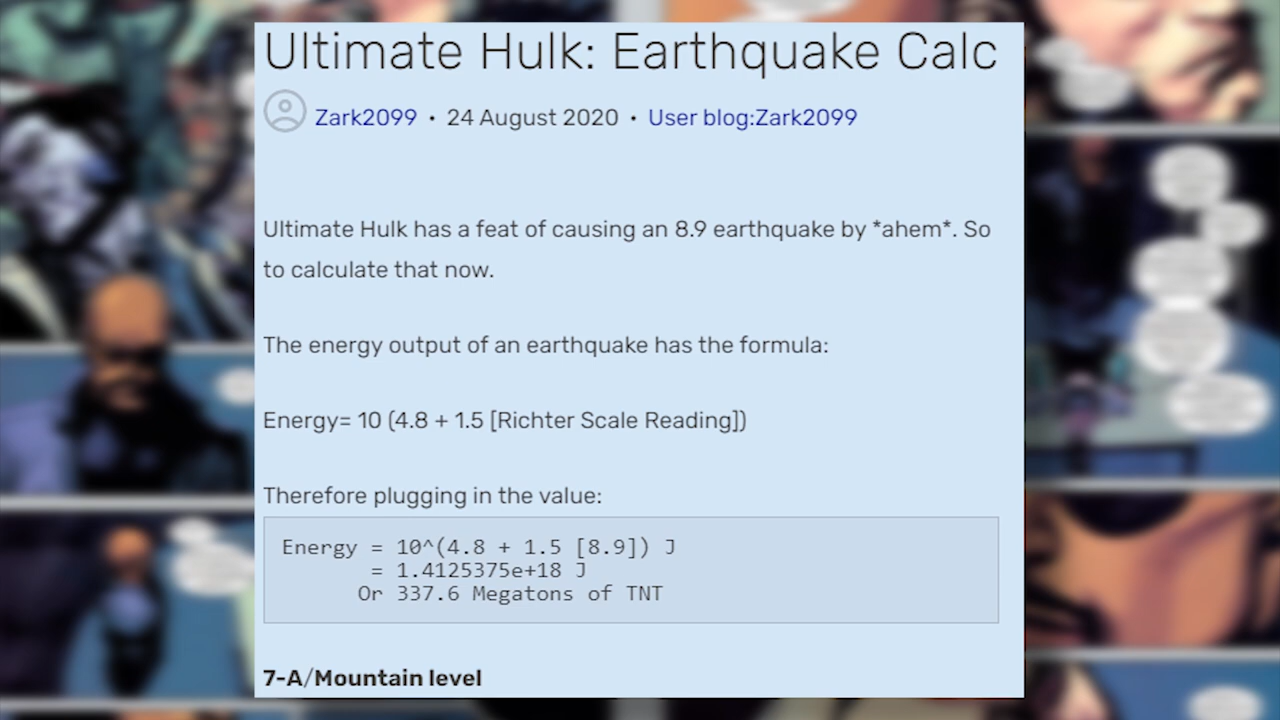 Ultimate Hulk: Earthquake Calc
Zark2099 • 24 August 2020 • User blog:Zark2099
Ultimate Hulk has a feat of causing an 8.9 earthquake by *ahem*. So
to calculate that now.
The energy output of an earthquake has the formula:
Energy= 10 (4.8 + 1.5 [Richter Scale Reading])
Therefore plugging in the value:
Energy = 10^(4.8 + 1.5 [8.9]) J
= 1.4125375e+18 J
Or 337.6 Megatons of TNT
7-A/Mountain level